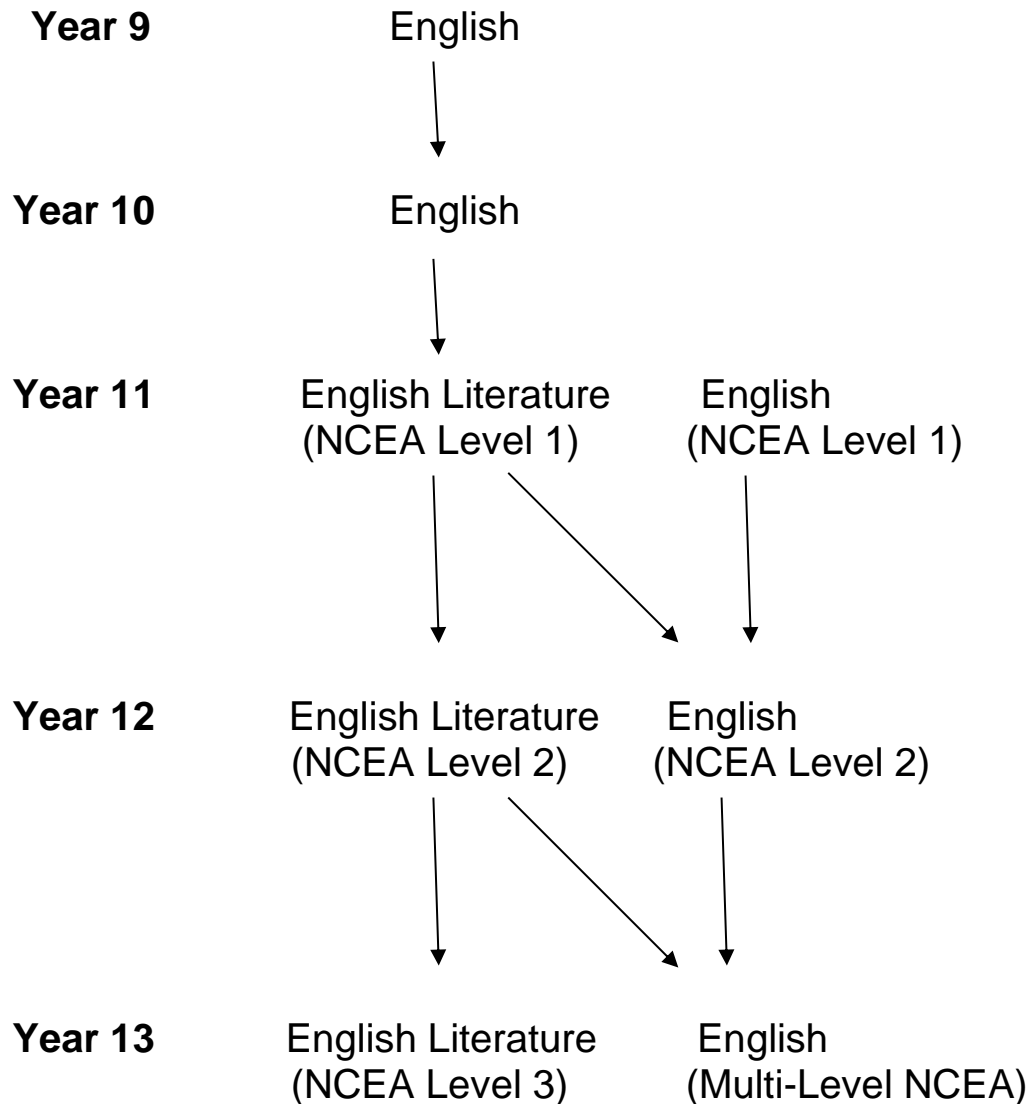 Year 9 English
Year 10 English
Year 11 English Literature English
(NCEA Level 1) (NCEA Level 1)
Year 12 English Literature English
(NCEA Level 2) (NCEA Level 2)
Year 13 English Literature English
(NCEA Level 3) (Multi-Level NCEA)